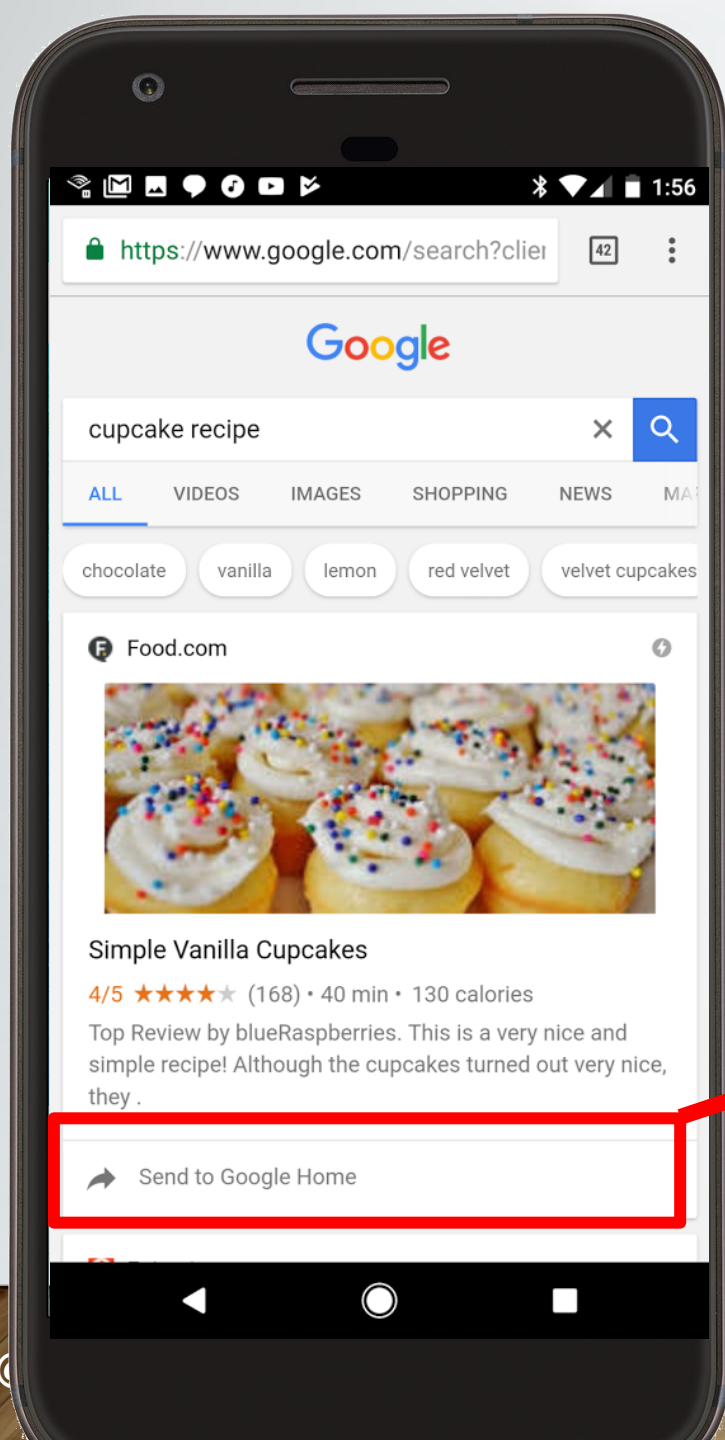 1:56
https://www.google.com/search?clier
42
Google
cupcake recipe
ALL VIDEOS IMAGES SHOPPING NEWS
chocolate vanilla lemon red velvet velvet cupcakes
Food.com
Simple Vanilla Cupcakes
4/5 ★★★★★ (168) • 40 min • 130 calories
Top Review by blueRaspberries. This is a very nice and
simple recipe! Although the cupcakes turned out very nice,
they .
Send to Google Home